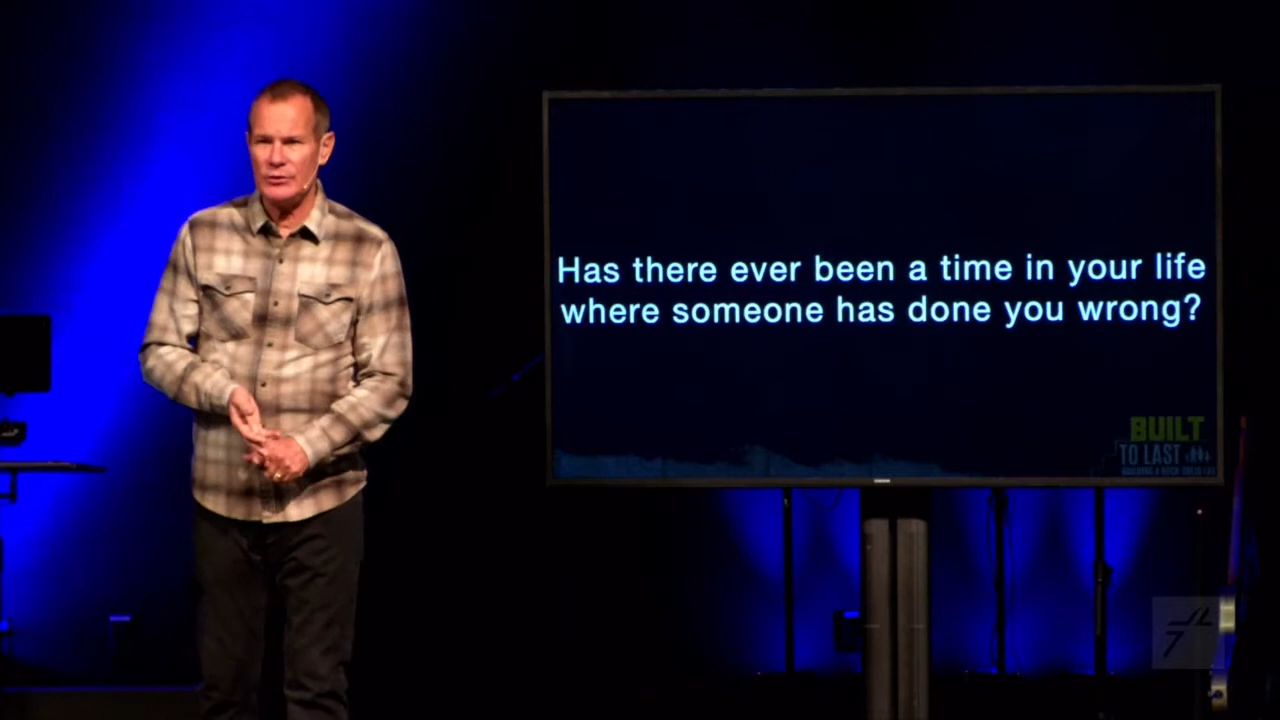 Has there ever been a time in your life
where someone has done you wrong?
BUILT
TO LAST